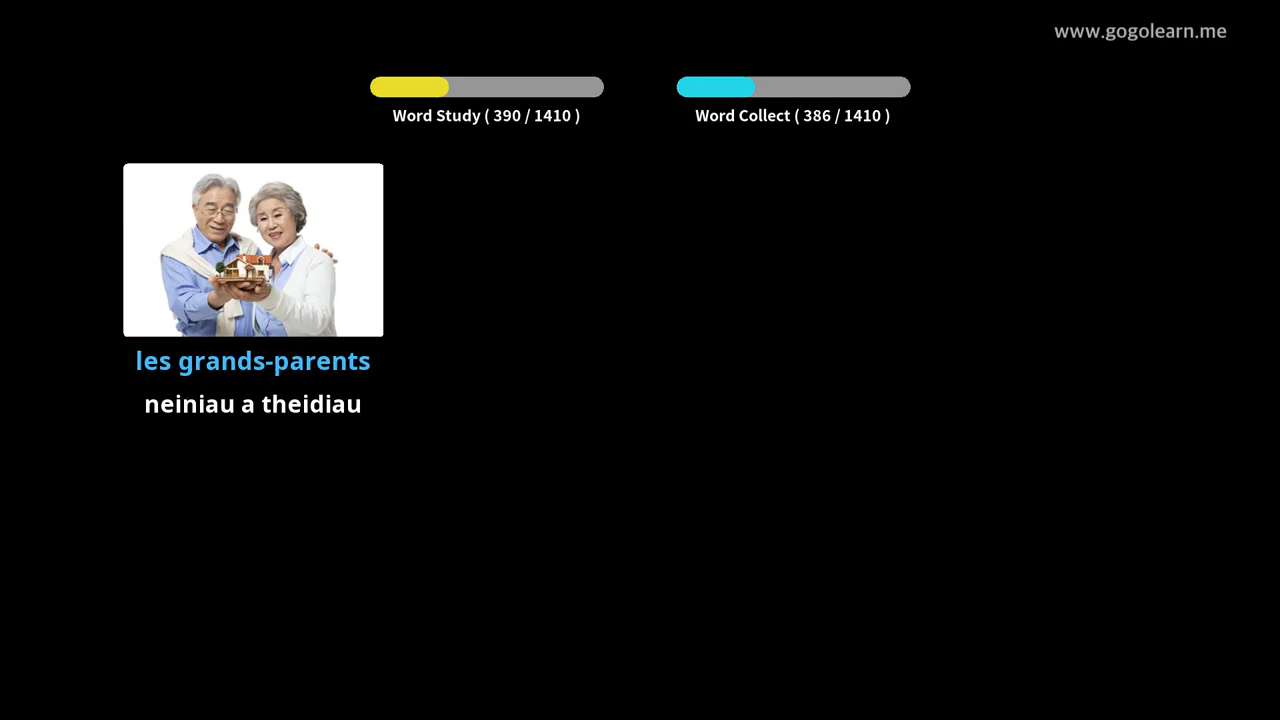 www.gogolearn.me
Word Study ( 390 / 1410 )
Word Collect ( 386 / 1410 )
les grands-parents
neiniau a theidiau